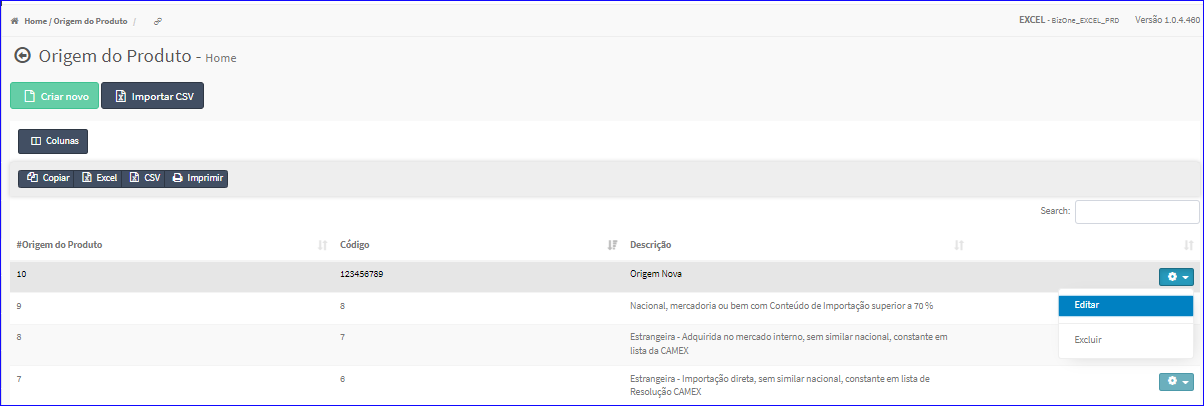 Home / Origem do Produto /
EXCEL - BizOne_EXCEL_PRD Versão 1.0.4.460
Origem do Produto - Home
Criar novo Importar CSV
Colunas
Copiar Excel CSV Imprimir
Search:
#Origem do Produto Código Descrição
10 123456789 Origem Nova
9 8 Nacional, mercadoria ou bem com Conteúdo de Importação superior a 70 %
Editar
8 7 Estrangeira - Adquirida no mercado interno, sem similar nacional, constante em
lista da CAMEX
Excluir
7 6 Estrangeira - Importação direta, sem similar nacional, constante em lista de
Resolução CAMEX